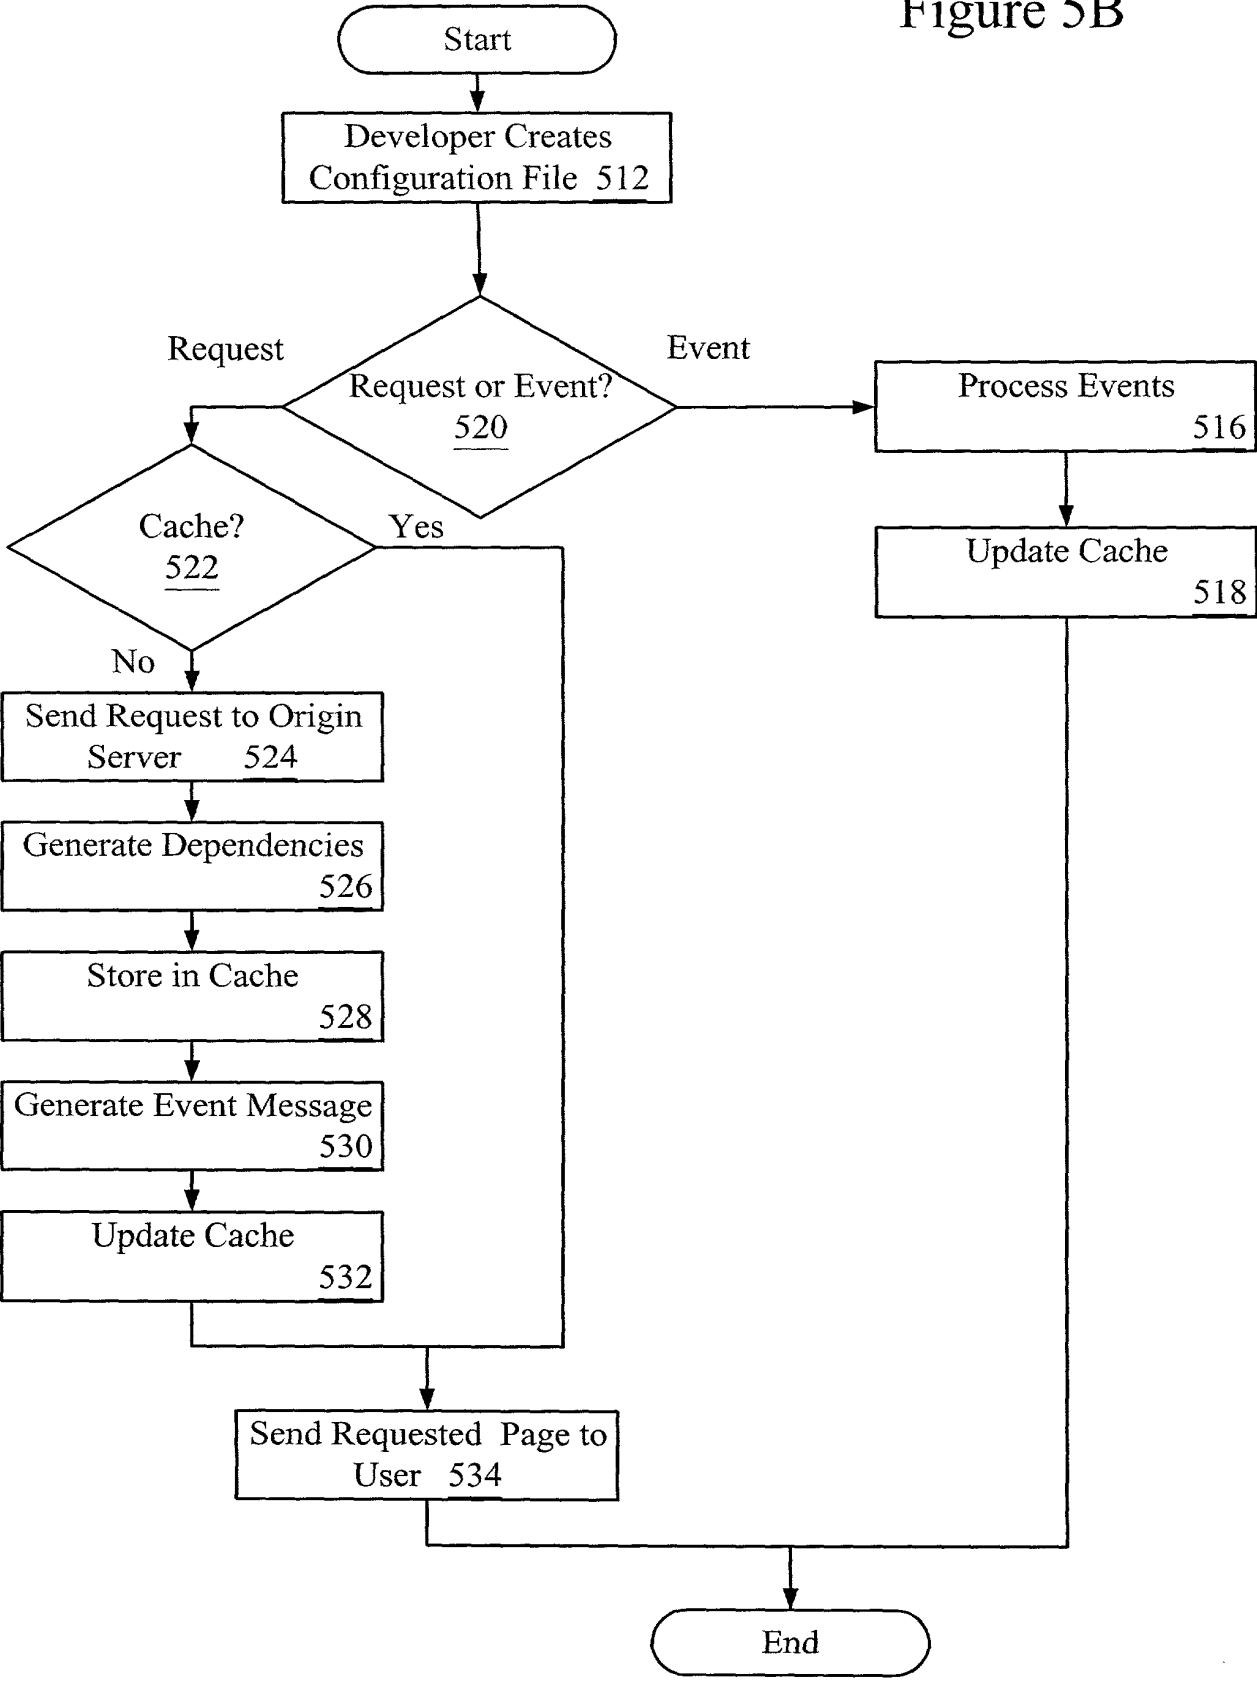 Figure 5B
Start
Developer Creates
Configuration File 512
Request
Event
Request or Event?
520
Process Events
516
Cache?
522
Yes
Update Cache
518
No
Send Request to Origin
Server 524
Generate Dependencies
526
Store in Cache
528
Generate Event Message
530
Update Cache
532
Send Requested Page to
User 534
End